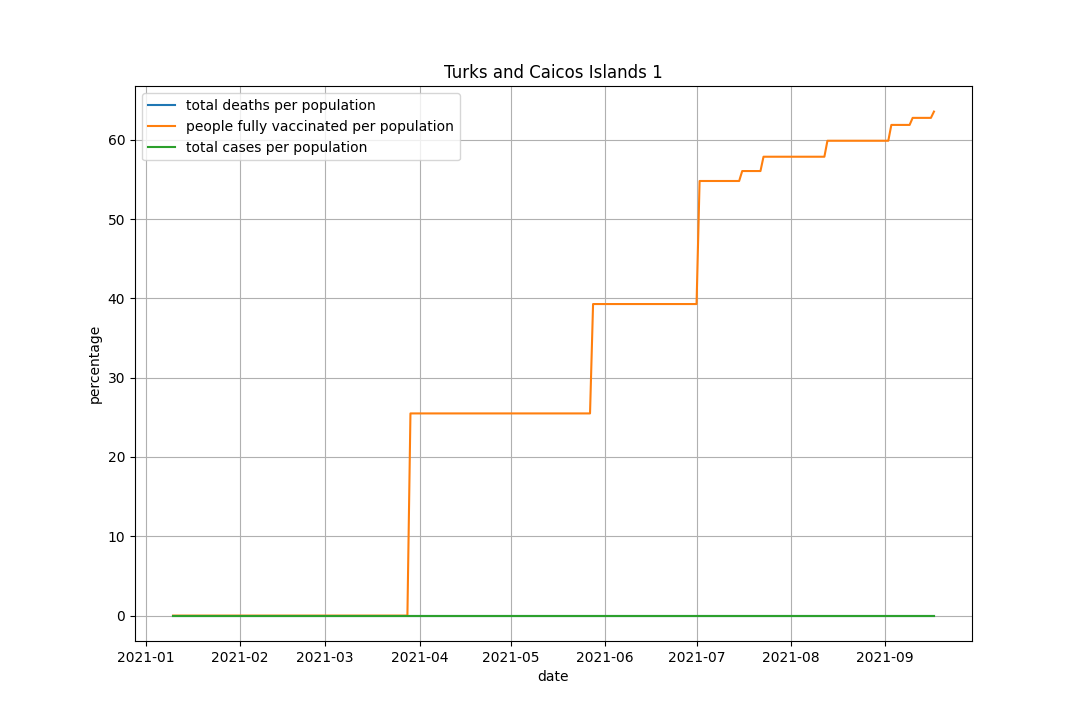 Turks and Caicos Islands 1
total deaths per population
people fully vaccinated per population
total cases per population
percentage
60
50
40
30
20
10
0
2021-01 2021-02 2021-03 2021-04 2021-05 2021-06 2021-07 2021-08 2021-09
date